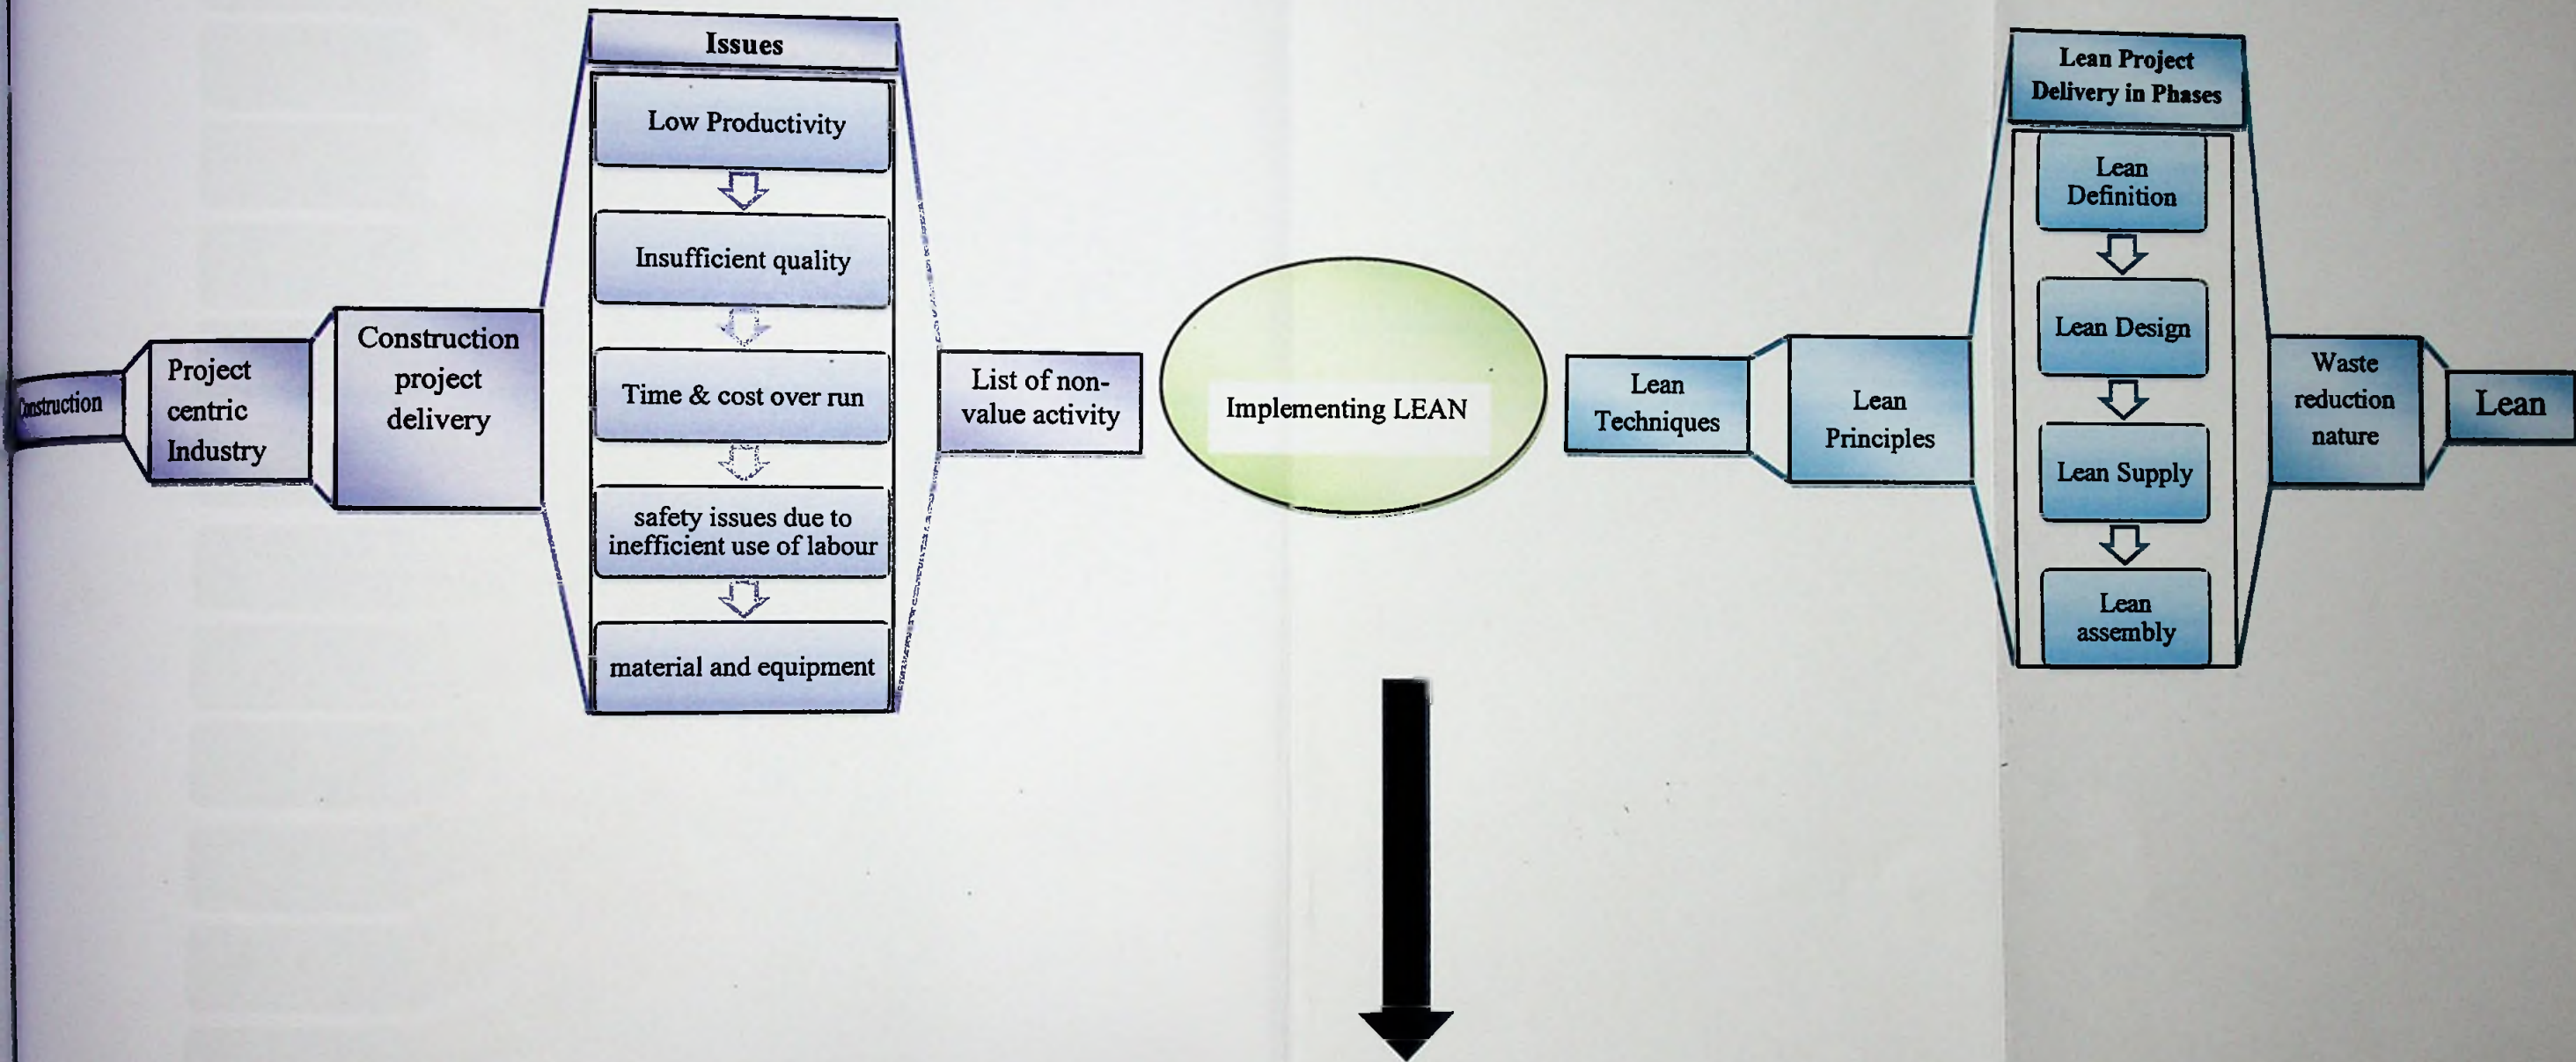 Construction
Project
centric
Industry
Construction
project
delivery
Issues
Low Productivity
Insufficient quality
Time & cost over run
safety issues due to
inefficient use of labour
material and equipment
List of non-
value activity
Implementing LEAN
Lean
Techniques
Lean
Principles
Lean Project
Delivery in Phases
Lean
Definition
Lean Design
Lean Supply
Lean
assembly
Waste
reduction
nature
Lean